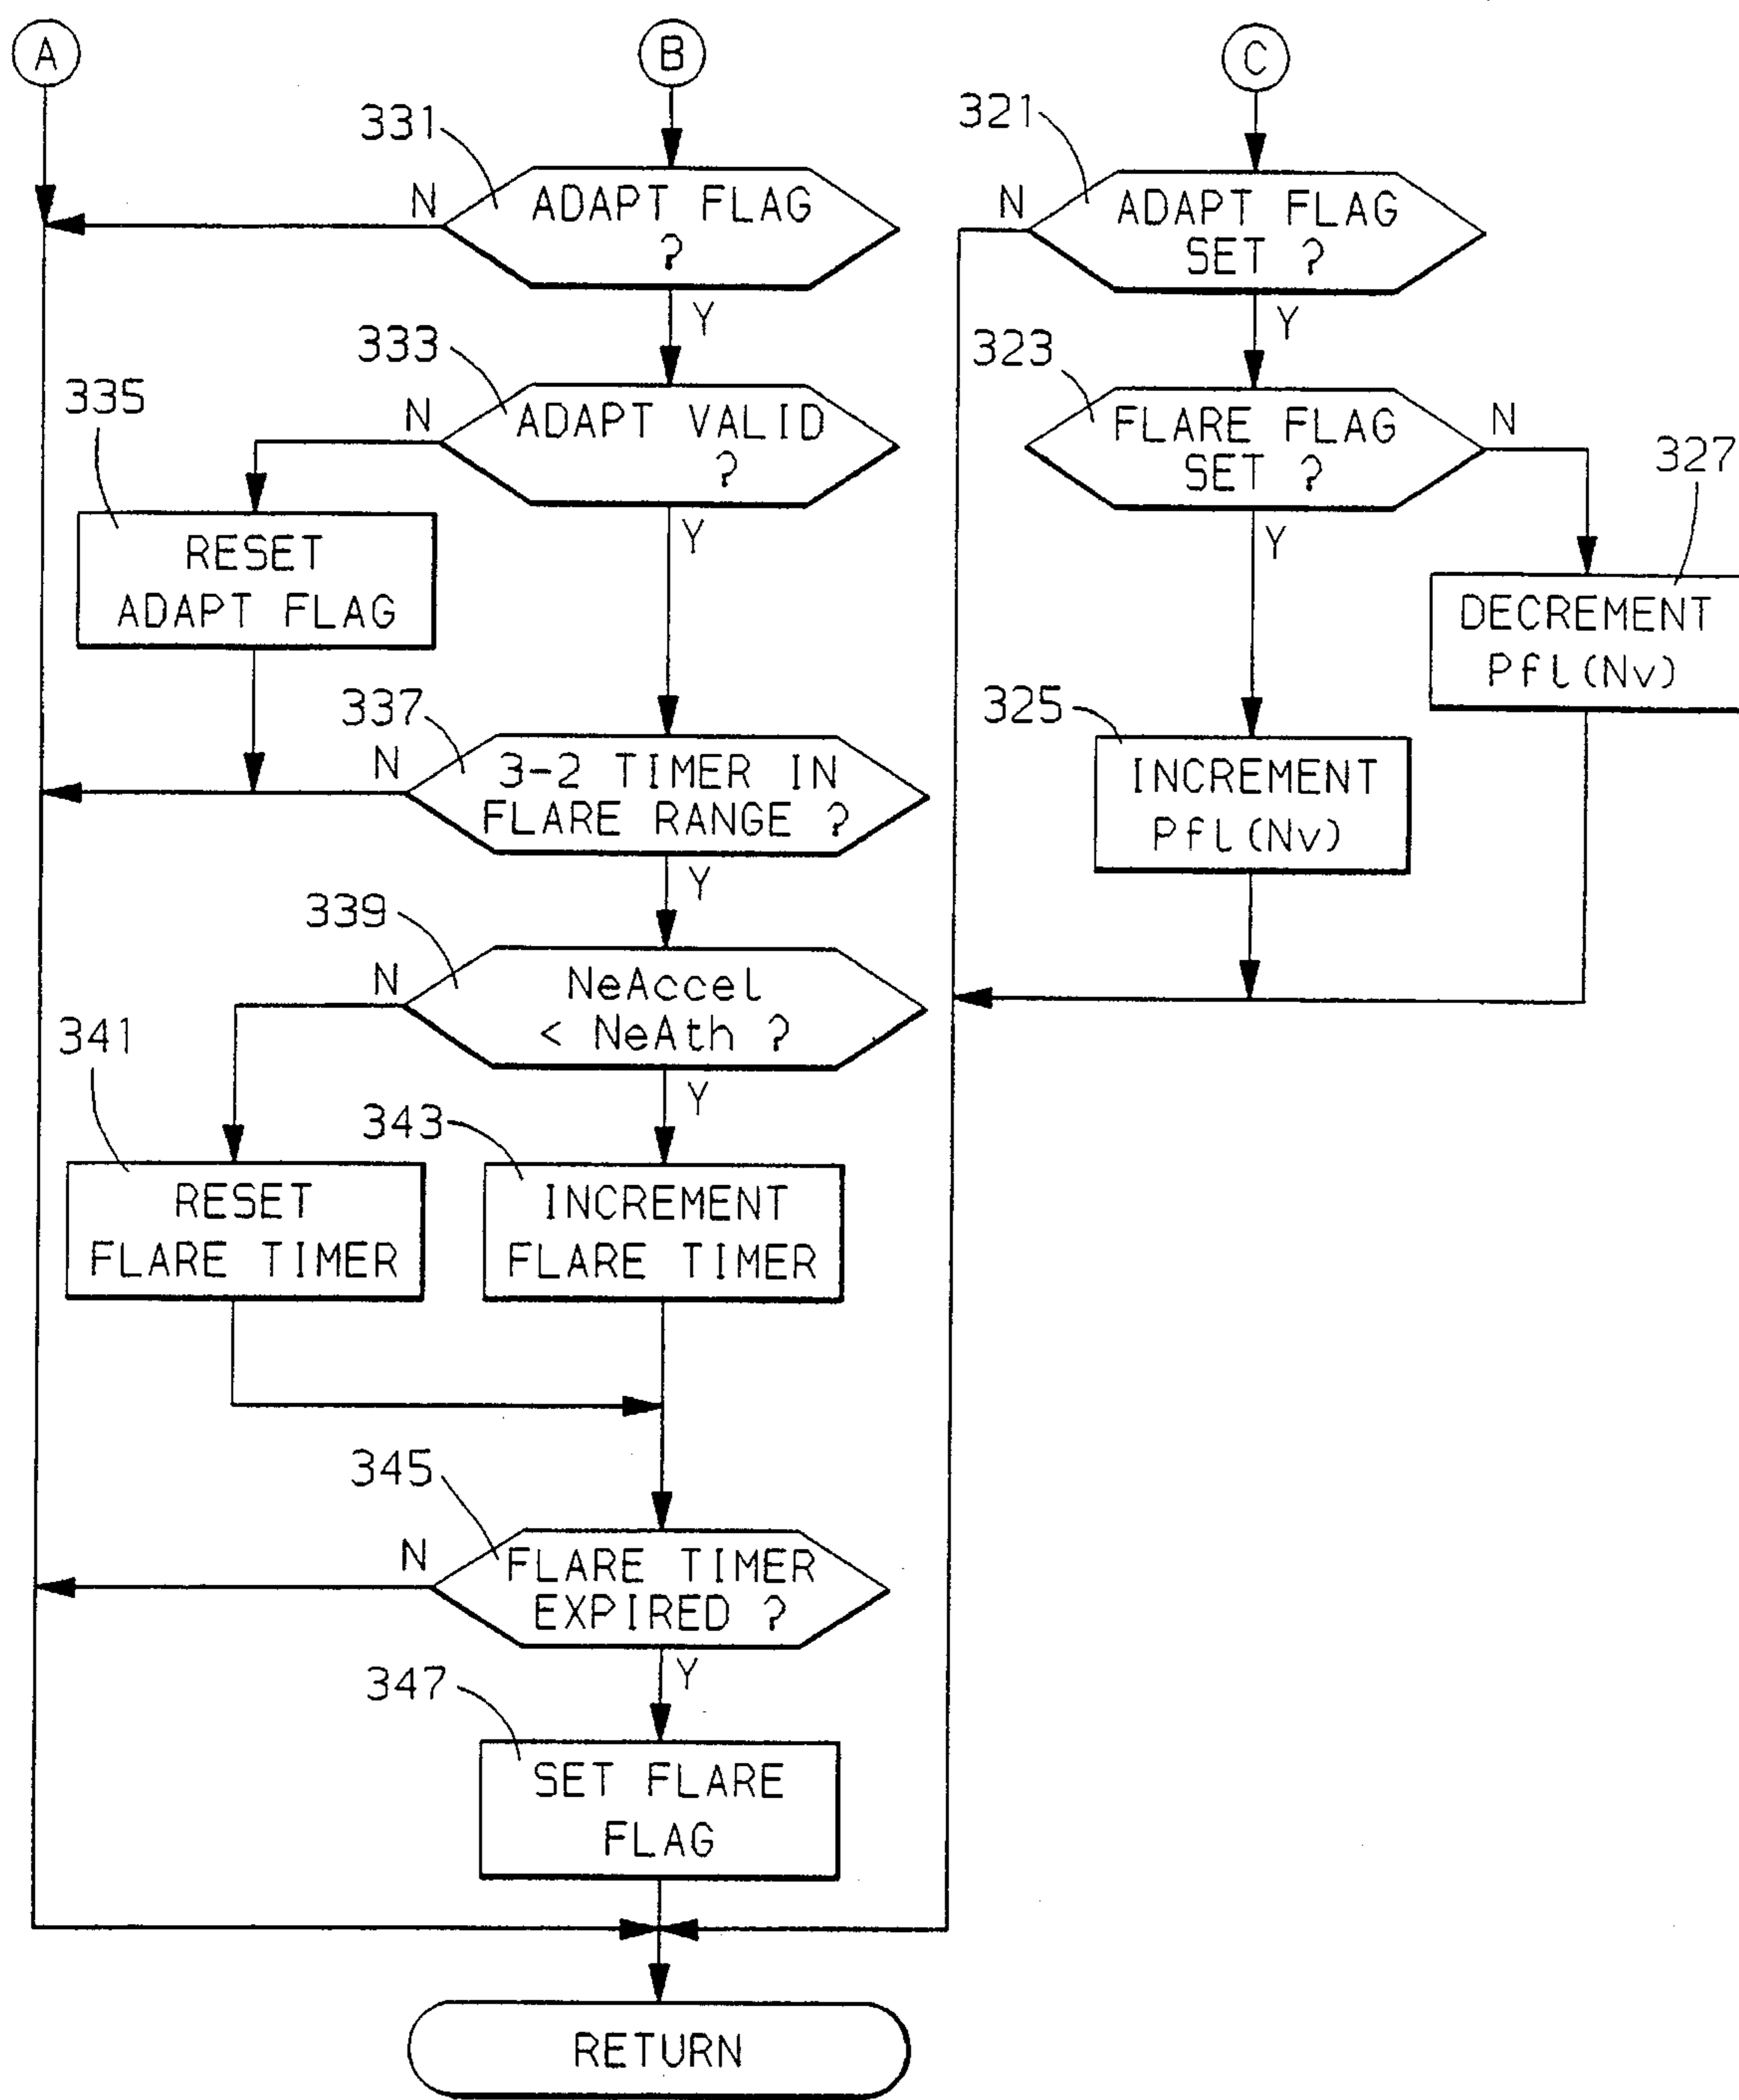 A
B
C
331
ADAPT FLAG
?
N
Y
321
ADAPT FLAG
SET ?
N
Y
333
ADAPT VALID
?
N
Y
335
RESET
ADAPT FLAG
323
FLARE FLAG
SET ?
N
Y
327
DECREMENT
Pfl(Nv)
325
INCREMENT
Pfl(Nv)
337
3-2 TIMER IN
FLARE RANGE ?
N
Y
339
NeAccel
< NeAth ?
N
Y
341
RESET
FLARE TIMER
343
INCREMENT
FLARE TIMER
345
FLARE TIMER
EXPIRED ?
N
Y
347
SET FLARE
FLAG
RETURN